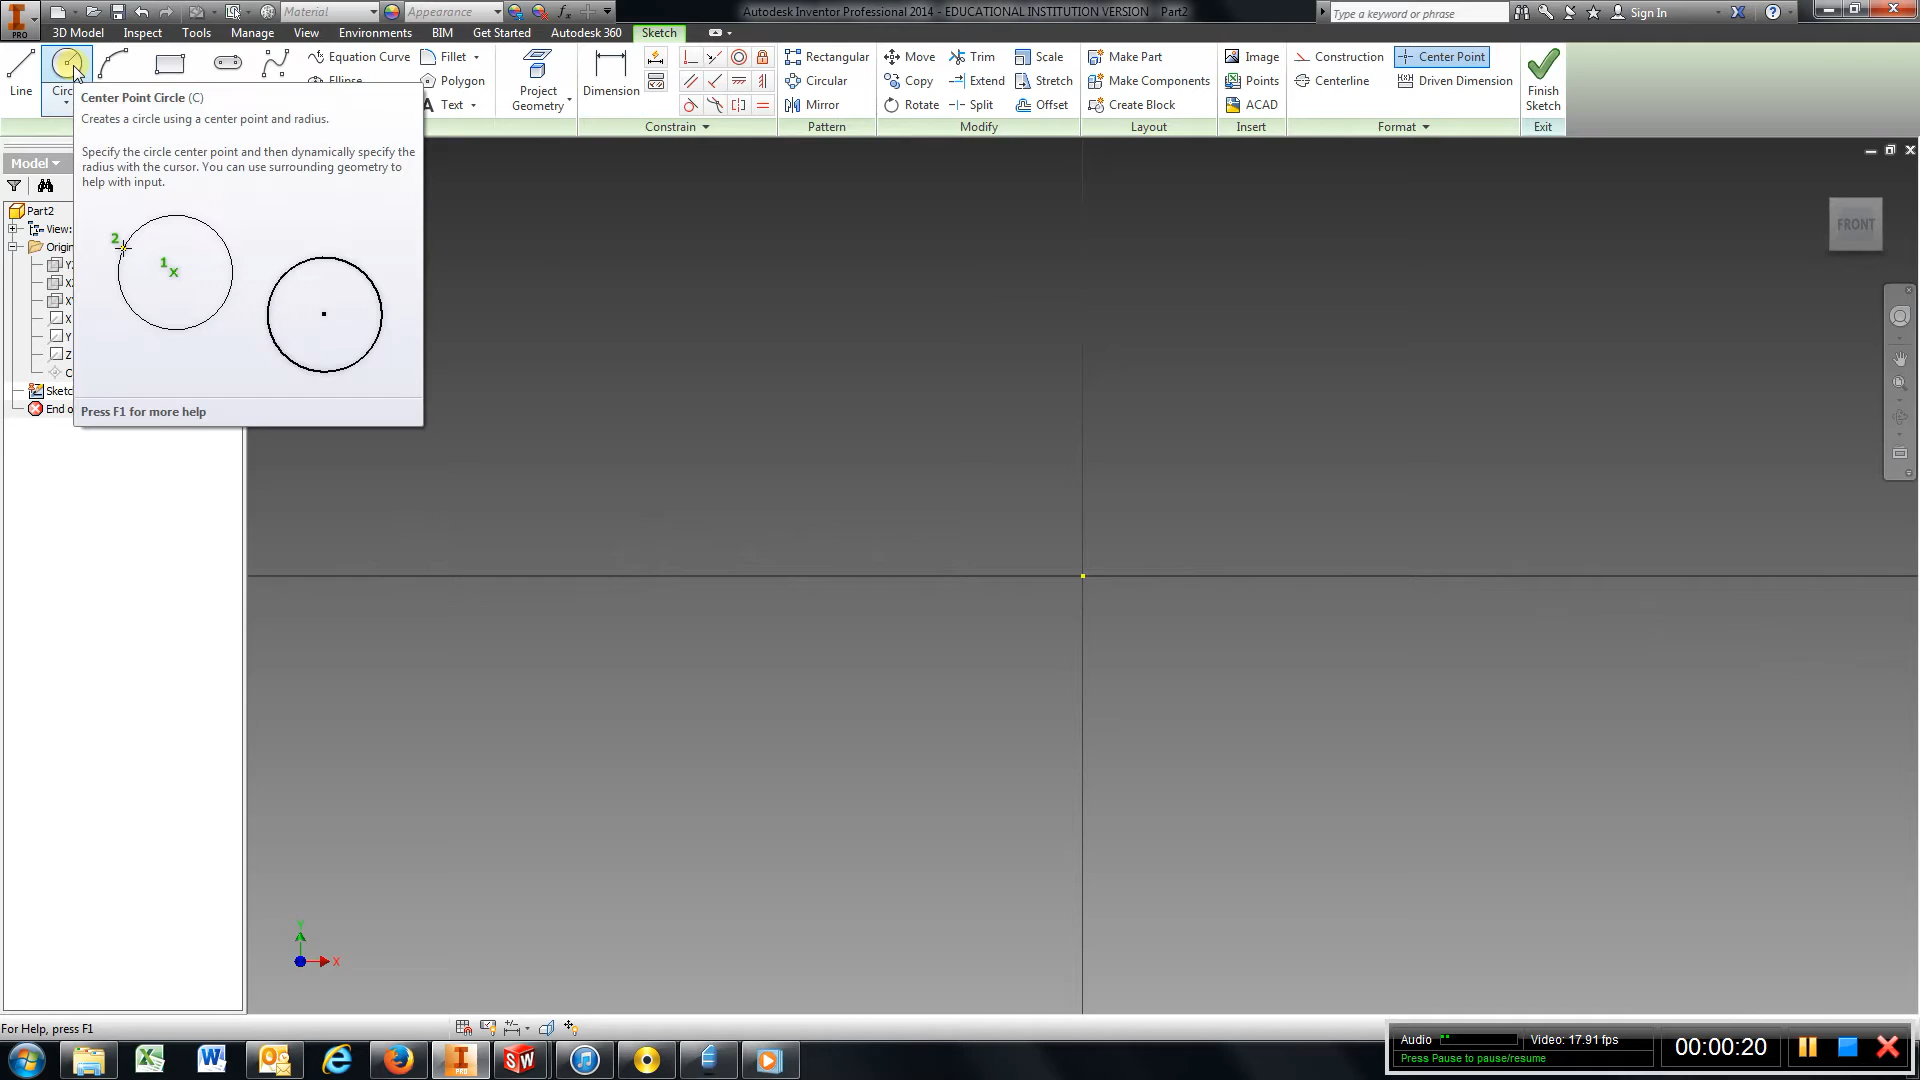 Material
Appearance
Autodesk Inventor Professional 2014 - EDUCATIONAL INSTITUTION VERSION Part2
Type a keyword or phrase
Sign In
PRO
3D Model
Inspect
Tools
Manage
View
Environments
BIM
Get Started
Autodesk 360
Sketch
Line
Circ
Equation Curve
Ellipse
Fillet
Polygon
Text
Project Geometry
Dimension
Constrain
Rectangular
Circular
Mirror
Pattern
Move
Copy
Rotate
Trim
Extend
Split
Scale
Stretch
Offset
Modify
Make Part
Make Components
Create Block
Layout
Image
Points
ACAD
Insert
Construction
Centerline
Center Point
Driven Dimension
Format
Finish Sketch
Exit
Center Point Circle (C)
Creates a circle using a center point and radius.
Specify the circle center point and then dynamically specify the
radius with the cursor. You can use surrounding geometry to
help with input.
2
1
Press F1 for more help
Model
Part2
View:
Origin
X
Y
Z
C
Sketc
End o
FRONT
Y
X
For Help, press F1
Audio
Video: 17.91 fps
Press Pause to pause/resume
00:00:20